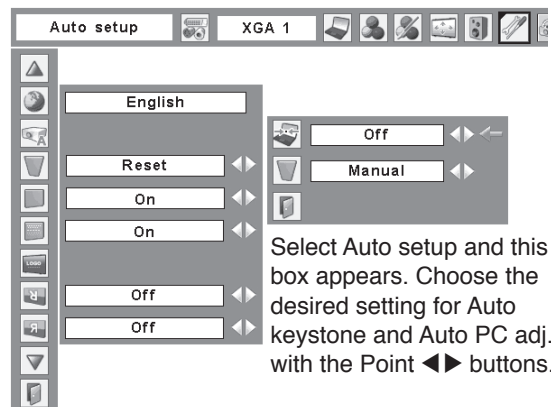 Auto setup
XGA 1
English
Reset
On
On
Off
Off
Off
Manual
LOGO
Select Auto setup and this
box appears. Choose the
desired setting for Auto
keystone and Auto PC adj.
with the Point ◀▶ buttons.